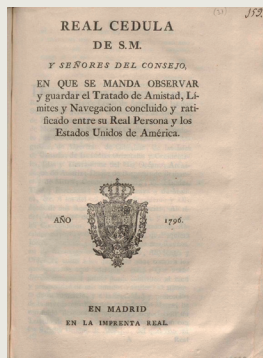 REAL CEDULA
DE S.M.
Y SEÑORES DEL CONSEJO,
EN QUE SE MANDA OBSERVAR
y guardar el Tratado de Amistad, Lí-
mites y Navegacion concluido y rati-
ficado entre su Real Persona y los
Estados Unidos de América.
AÑO 1796.
EN MADRID
EN LA IMPRENTA REAL.